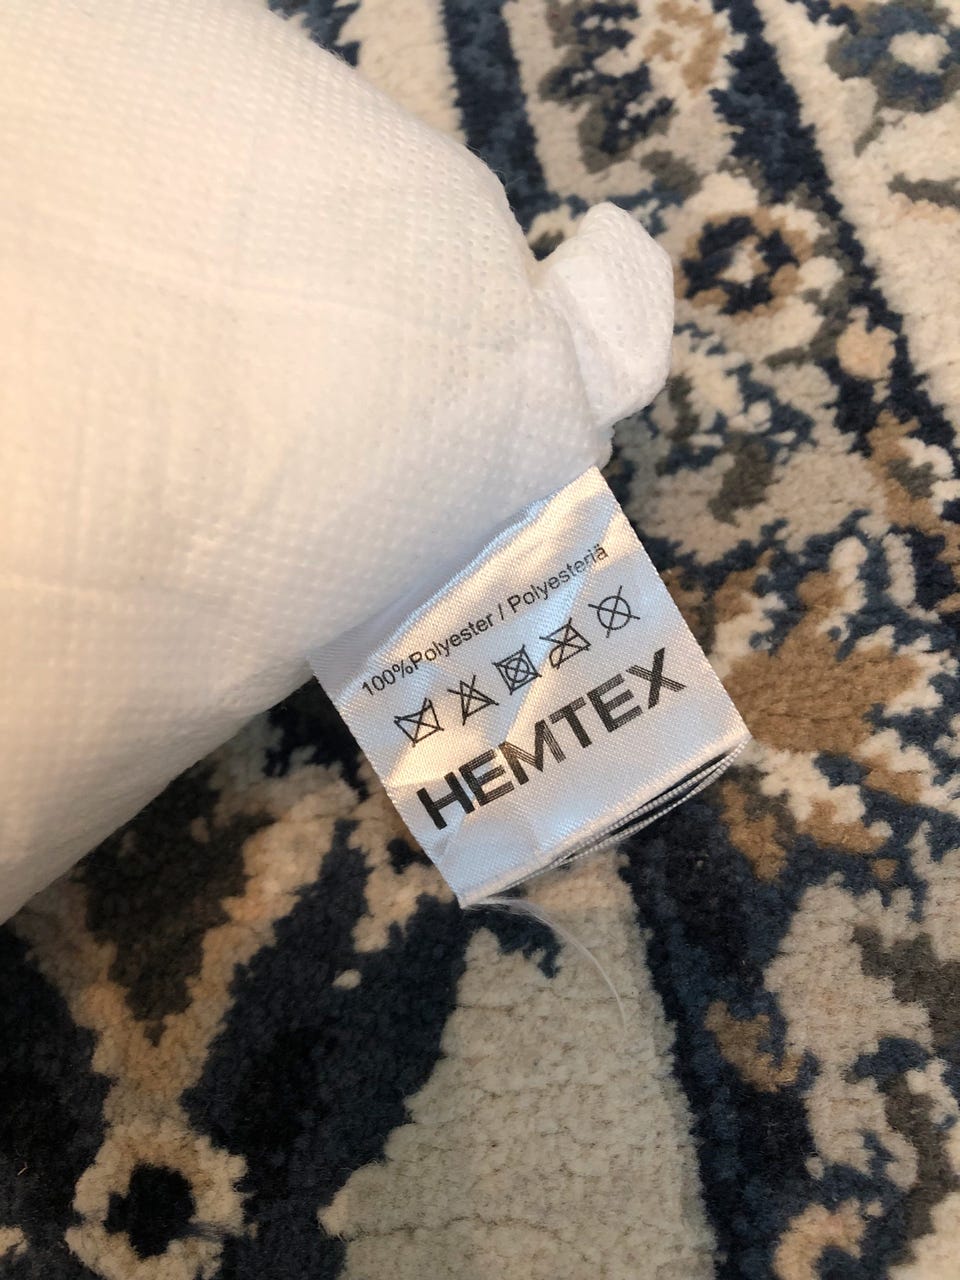 100%Polyester / Polyesteriä
HEMTEX